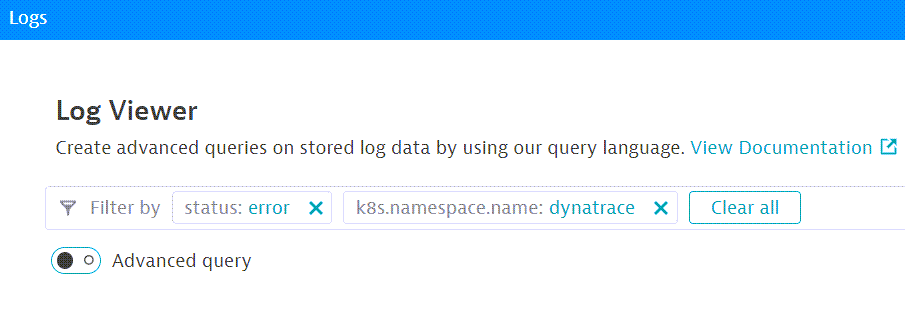 Logs
Log Viewer
Create advanced queries on stored log data by using our query language. View Documentation
Filter by status: error k8s.namespace.name: dynatrace Clear all
Advanced query